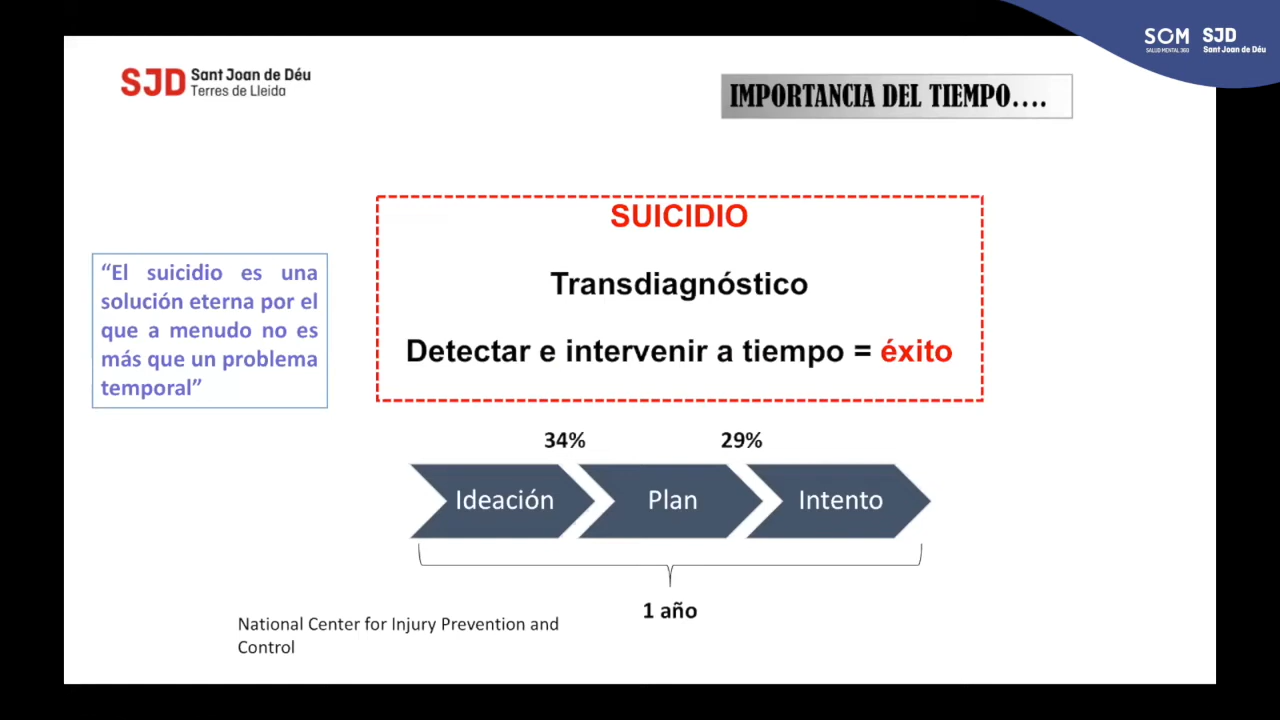 SOM
SALUD MENTAL 360
SJD
Sant Joan de Déu
SJD
Sant Joan de Déu
Terres de Lleida
IMPORTANCIA DEL TIEMPO....
SUICIDIO
Transdiagnóstico
Detectar e intervenir a tiempo = éxito
“El suicidio es una
solución eterna por el
que a menudo no es
más que un problema
temporal”
34%
29%
Ideación
Plan
Intento
1 año
National Center for Injury Prevention and
Control